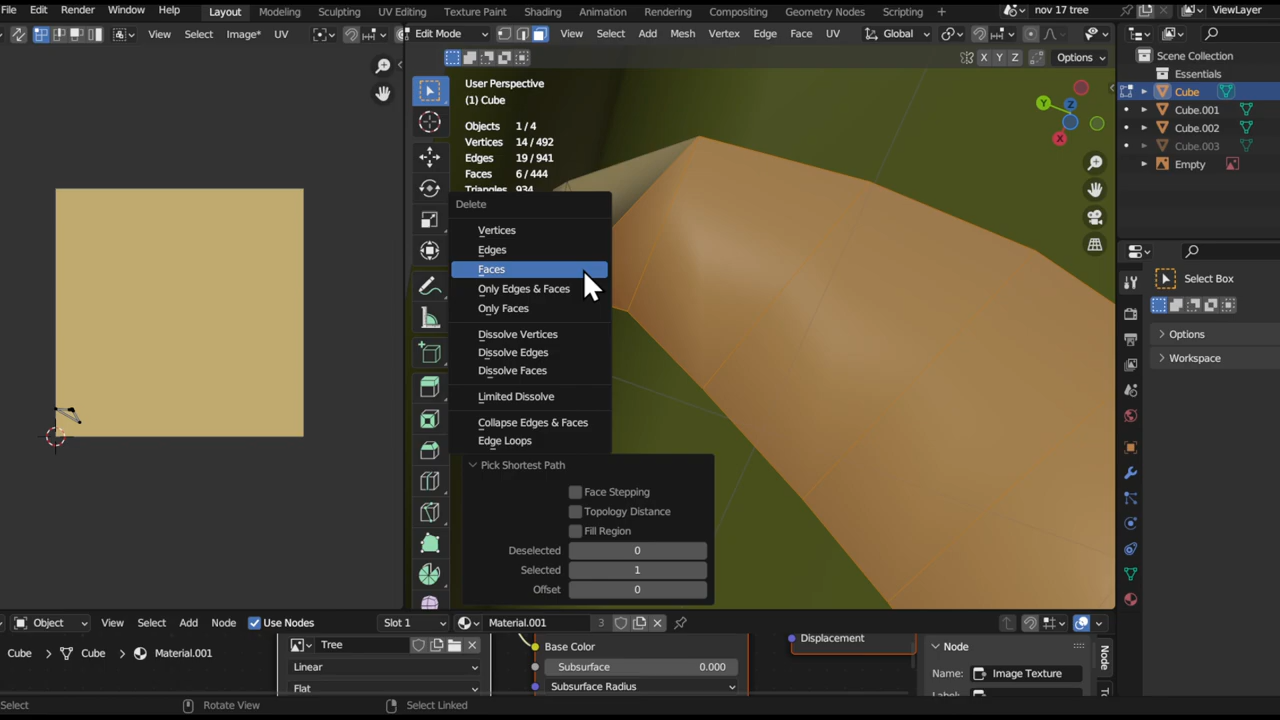 File Edit Render Window Help Layout Modeling Sculpting UV Editing Texture Paint Shading Animation Rendering Compositing Geometry Nodes Scripting + nov 17 tree ViewLayer
View Select Image* UV Edit Mode View Select Add Mesh Vertex Edge Face UV Global
X Y Z Options
Scene Collection
Essentials
Cube
Cube.001
Cube.002
Cube.003
Empty
User Perspective
(1) Cube
Objects 1/4
Vertices 14/492
Edges 19/941
Faces 6/444
Triangles 934
Y Z X
Delete
Vertices
Edges
Faces
Only Edges & Faces
Only Faces
Dissolve Vertices
Dissolve Edges
Dissolve Faces
Limited Dissolve
Collapse Edges & Faces
Edge Loops
Pick Shortest Path
Face Stepping
Topology Distance
Fill Region
Deselected 0
Selected 1
Offset 0
Select Box
Options
Workspace
Object View Select Add Node Use Nodes Slot 1 Material.001 3
Cube Cube Material.001
Tree
Linear
Flat
Base Color
Subsurface 0.000
Subsurface Radius
Displacement
Node
Name: Image Texture
Node
Select Rotate View Select Linked